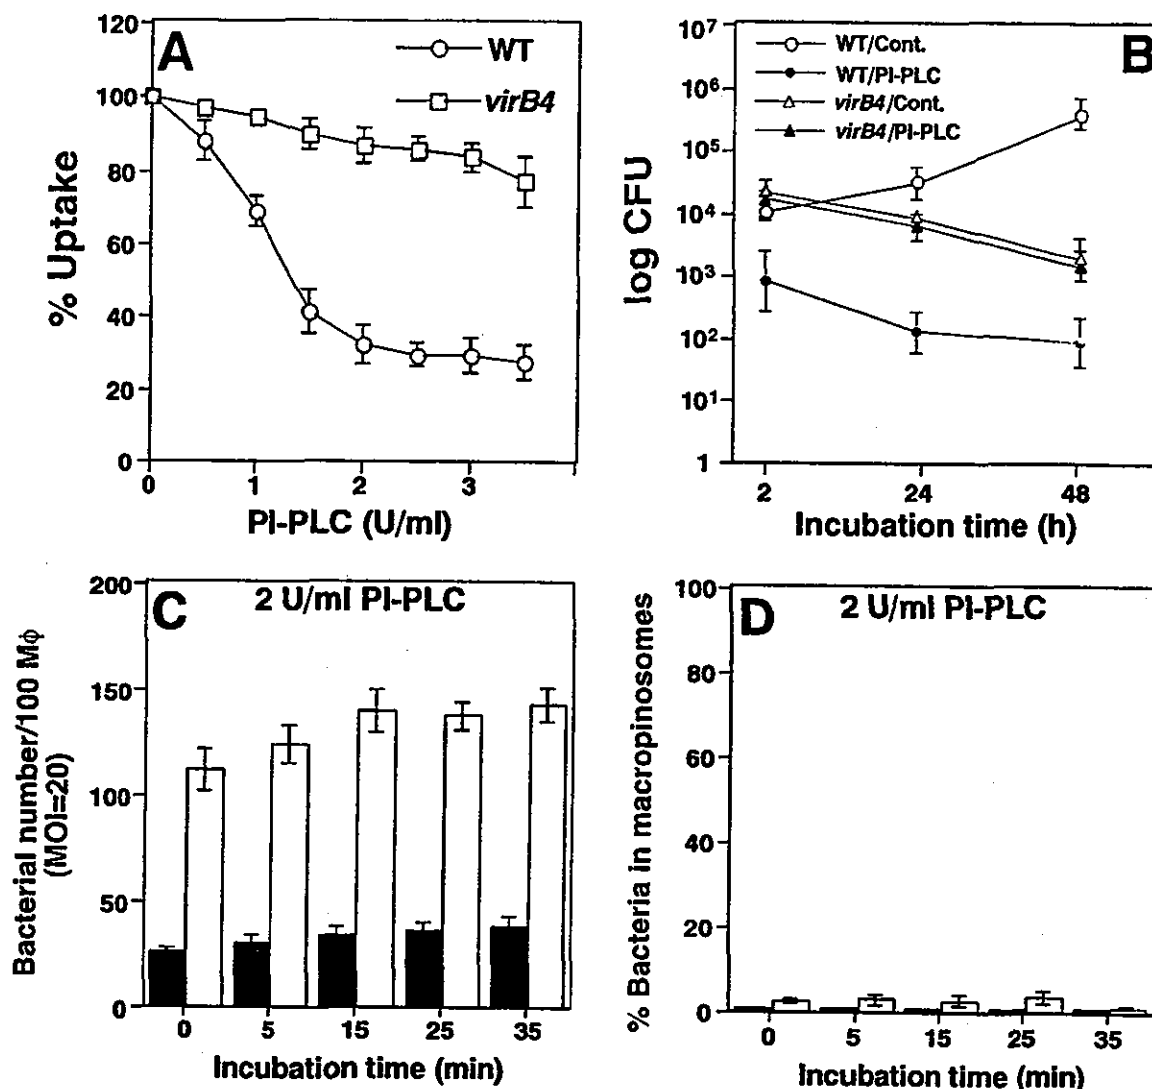 A
WT
virB4
120
100
80
60
40
20
0
% Uptake
0 1 2 3
PI-PLC (U/ml)
B
WT/Cont.
WT/PI-PLC
virB4/Cont.
virB4/PI-PLC
10⁷
10⁶
10⁵
10⁴
10³
10²
10¹
1
log CFU
2 24 48
Incubation time (h)
C
2 U/ml PI-PLC
200
150
100
50
0
Bacterial number/100 Mϕ
(MOI=20)
0 5 15 25 35
Incubation time (min)
D
2 U/ml PI-PLC
100
80
60
40
20
0
% Bacteria in macropinosomes
0 5 15 25 35
Incubation time (min)